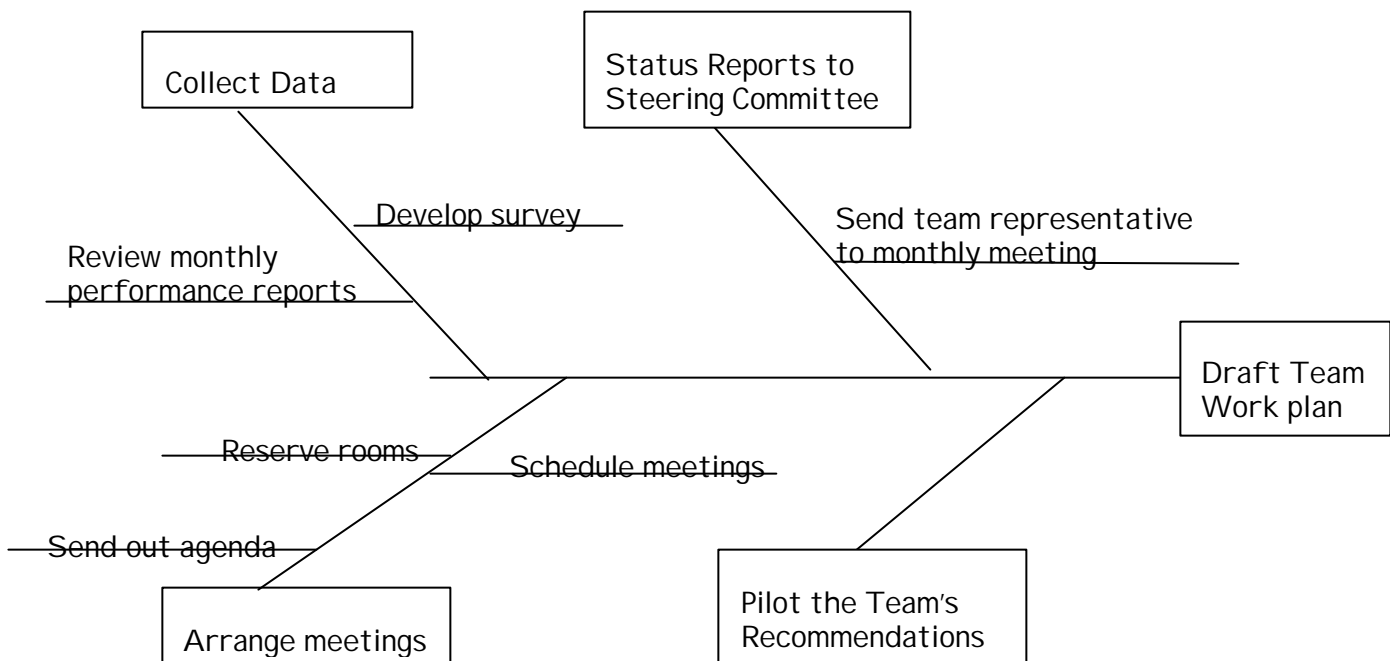 Collect Data
Status Reports to
Steering Committee
Develop survey
Send team representative
to monthly meeting
Review monthly
performance reports
Draft Team
Work plan
Reserve rooms
Schedule meetings
Send out agenda
Arrange meetings
Pilot the Team's
Recommendations